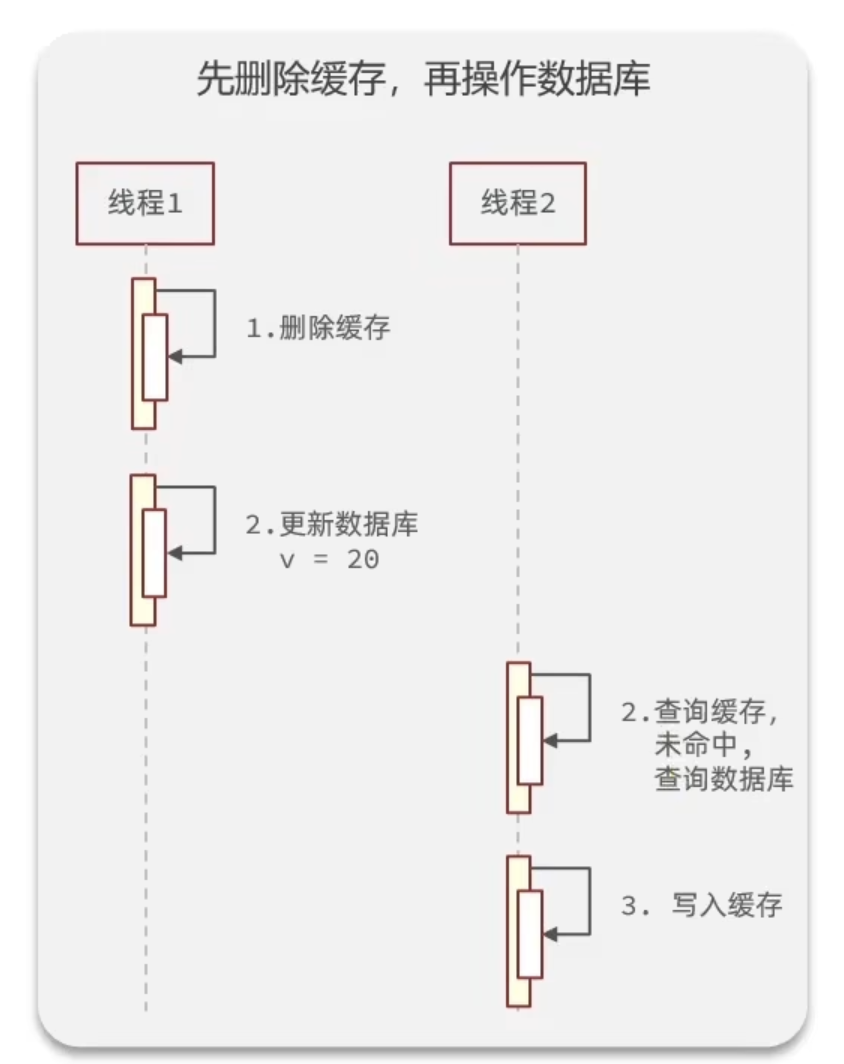 先删除缓存，再操作数据库
线程1
线程2
1.删除缓存
2.更新数据库
v = 20
2.查询缓存，
未命中，
查询数据库
3. 写入缓存